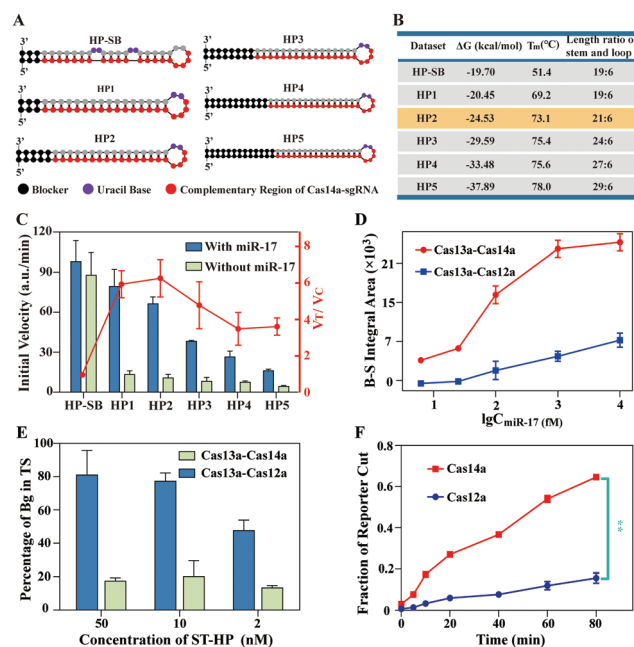 A
HP-SB
3'
5'
HP1
3'
5'
HP2
3'
5'
HP3
3'
5'
HP4
3'
5'
HP5
3'
5'
Blocker Uracil Base Complementary Region of Cas14a-sgRNA
B
Dataset ΔG (kcal/mol) Tm(℃) Length ratio o stem and loop
HP-SB -19.70 51.4 19:6
HP1 -20.45 69.2 19:6
HP2 -24.53 73.1 21:6
HP3 -29.59 75.4 24:6
HP4 -33.48 75.6 27:6
HP5 -37.89 78.0 29:6
C
Initial Velocity (a.u./min)
120
90
60
30
0
With miR-17
Without miR-17
8
6
4
2
0
VT/ VC
HP-SB HP1 HP2 HP3 HP4 HP5
D
B-S Integral Area (×10³)
21
15
7
0
Cas13a-Cas14a
Cas13a-Cas12a
1 2 3 4
lgCmiR-17 (fM)
E
Percentage of Bg in TS
100
80
60
40
20
0
Cas13a-Cas14a
Cas13a-Cas12a
50 10 2
Concentration of ST-HP (nM)
F
Fraction of Reporter Cut
0.8
0.6
0.4
0.2
0
Cas14a
Cas12a
**
0 20 40 60 80
Time (min)